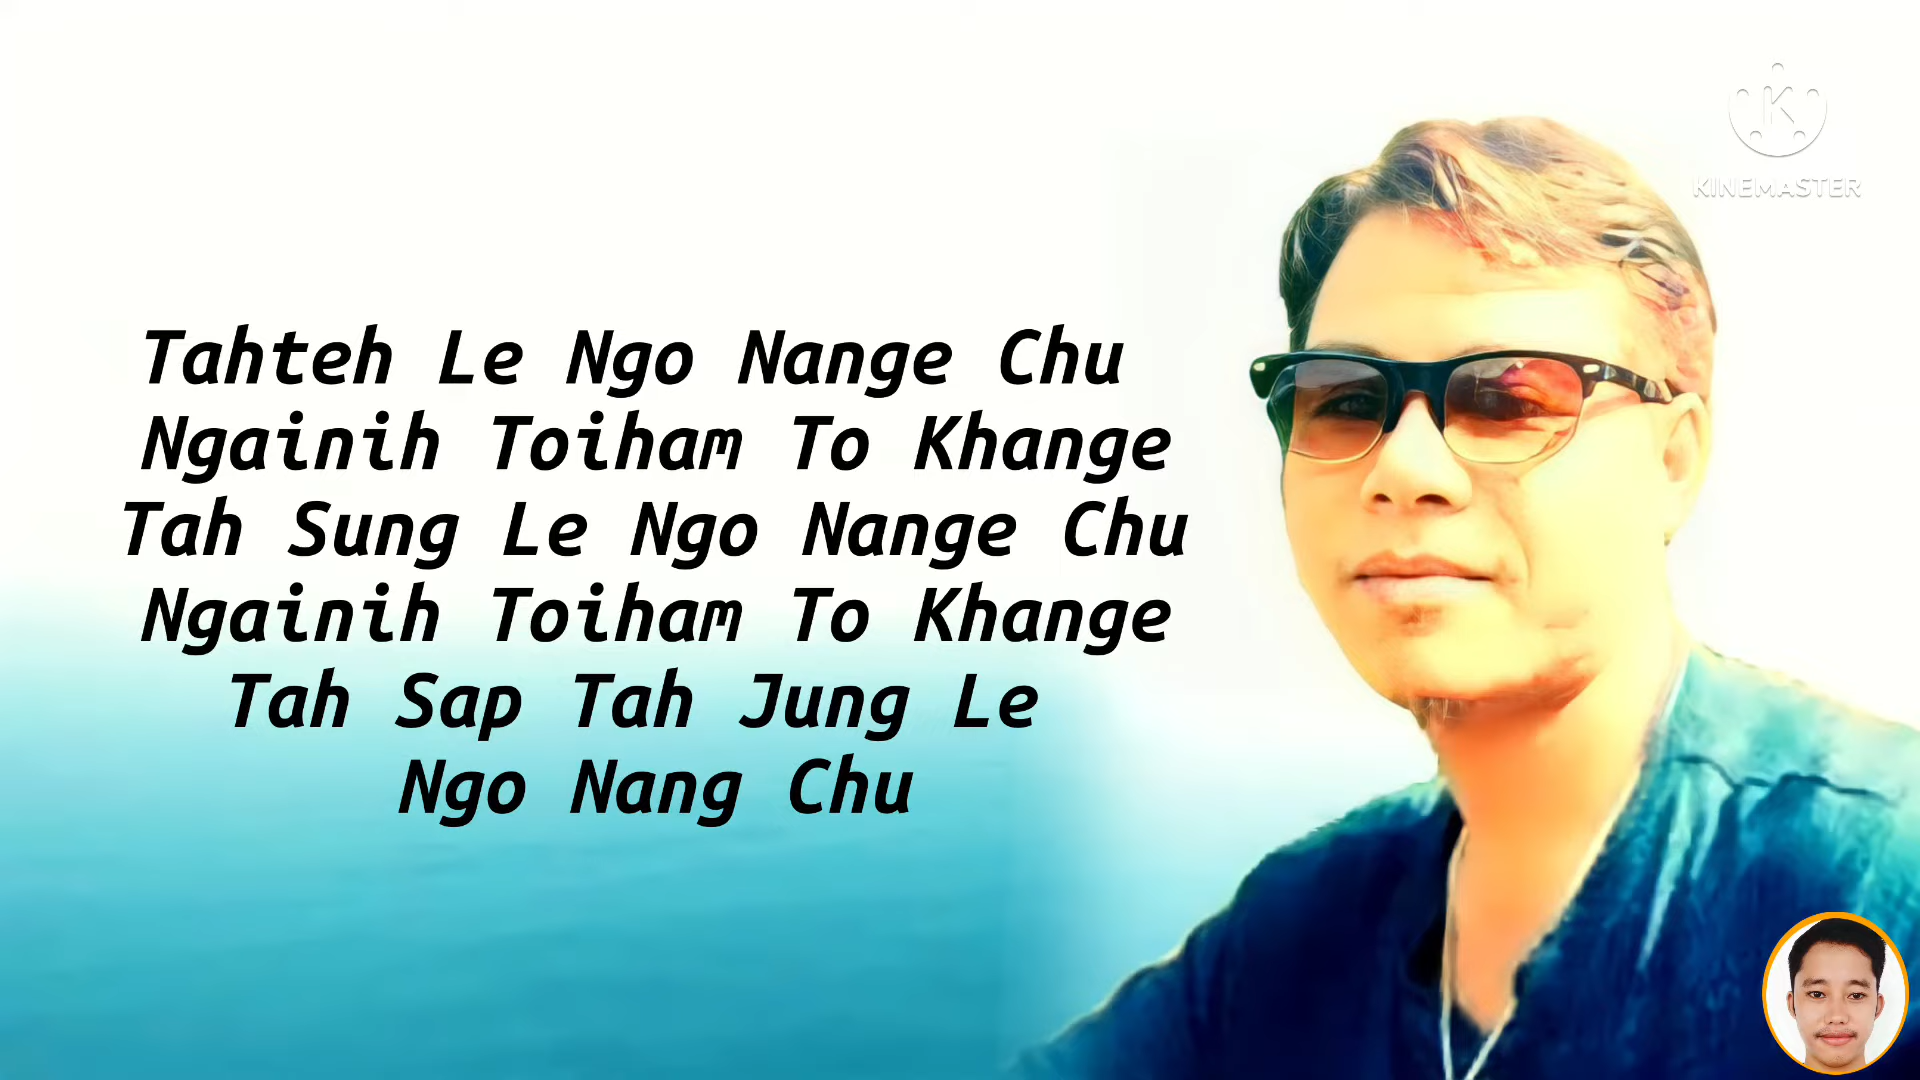 KINEMASTER
Tahteh Le Ngo Nange Chu
Ngainih Toiham To Khange
Tah Sung Le Ngo Nange Chu
Ngainih Toiham To Khange
Tah Sap Tah Jung Le
Ngo Nang Chu